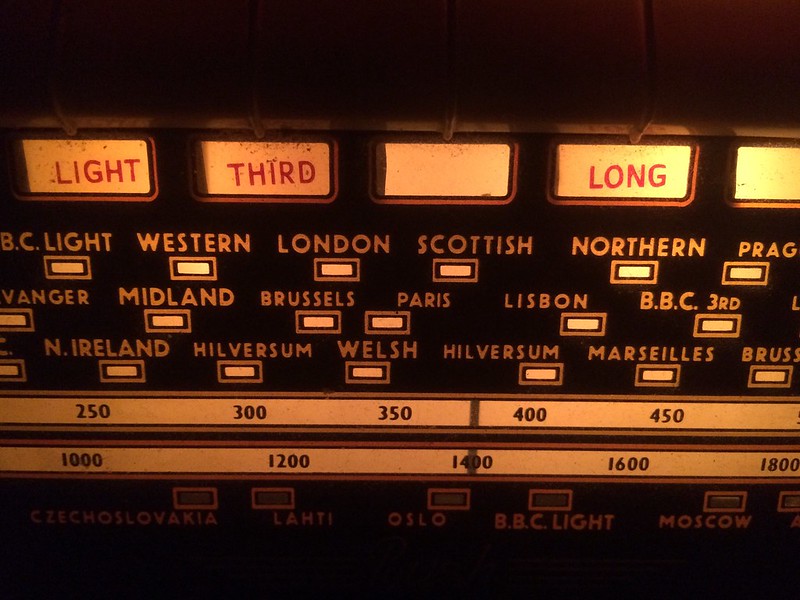 LIGHT THIRD LONG
B.C. LIGHT WESTERN LONDON SCOTTISH NORTHERN PRAG
VANGER MIDLAND BRUSSELS PARIS LISBON B.B.C. 3RD L
C. N. IRELAND HILVERSUM WELSH HILVERSUM MARSEILLES BRUSS
250 300 350 400 450 5
1000 1200 1400 1600 1800
CZECHOSLOVAKIA LAHTI OSLO B.B.C. LIGHT MOSCOW A